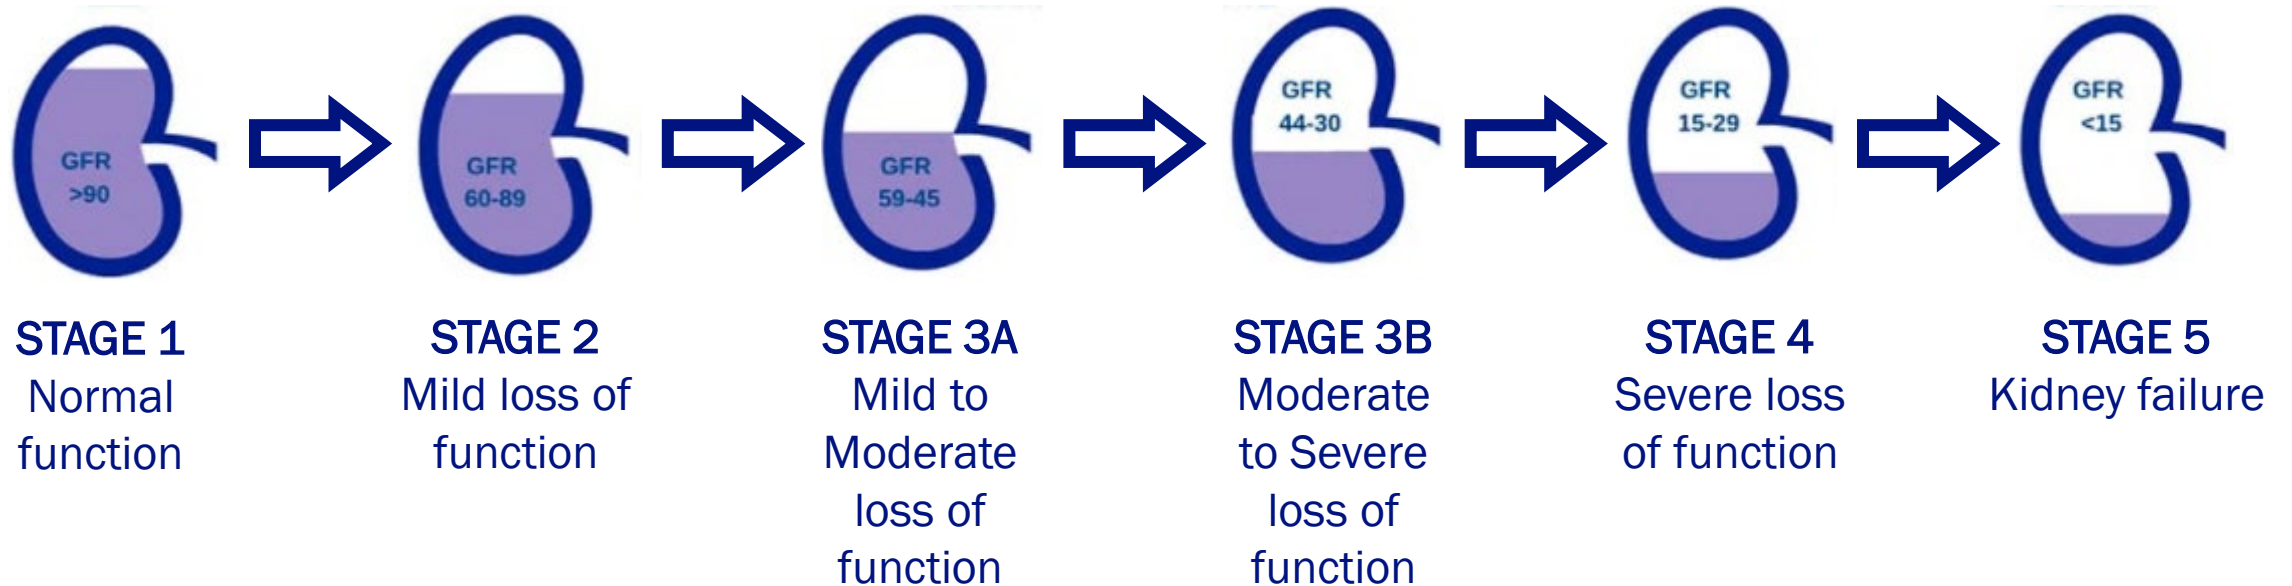 GFR
>90
GFR
60-89
GFR
59-45
GFR
44-30
GFR
15-29
GFR
<15
STAGE 1
Normal
function
STAGE 2
Mild loss of
function
STAGE 3A
Mild to
Moderate
loss of
function
STAGE 3B
Moderate
to Severe
loss of
function
STAGE 4
Severe loss
of function
STAGE 5
Kidney failure